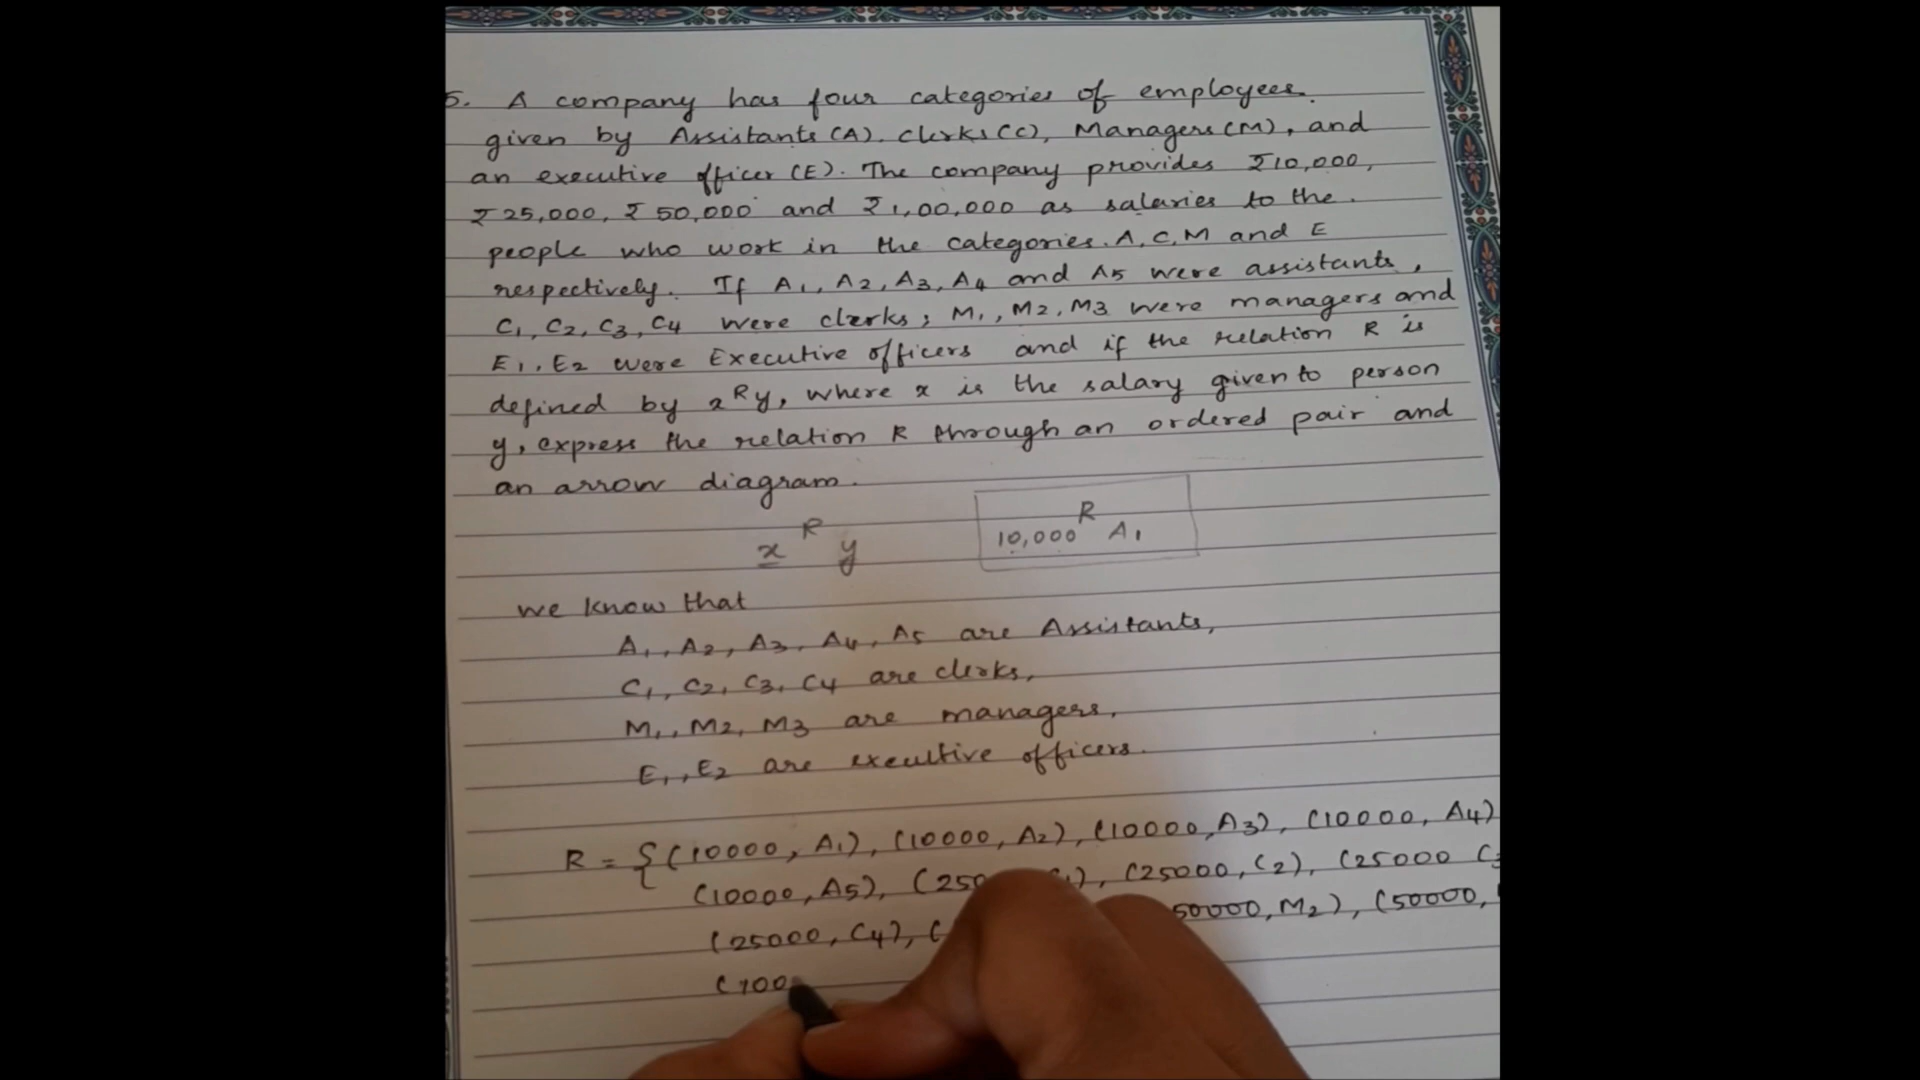 5. A company has four categories of employees.
given by Assistants (A). Clerks (C), Managers (M), and
an executive officer (E). The company provides ₹10,000,
₹25,000, ₹50,000 and ₹1,00,000 as salaries to the.
people who work in the categories. A, C, M and E
respectively. If A1, A2, A3, A4 and A5 were assistants,
C1, C2, C3, C4 were clerks; M1, M2, M3 were managers and
E1, E2 were Executive officers and if the relation R is
defined by xRy, where x is the salary given to person
y, express the relation R through an ordered pair and
an arrow diagram.
x R y
10,000 R A1
we know that
A1, A2, A3, A4, A5 are Assistants,
C1, C2, C3, C4 are clerks,
M1, M2, M3 are managers,
E1, E2 are exeultive officers.
R = {(10000, A1), (10000, A2), (10000, A3), (10000, A4)
(10000, A5), (250 1), (25000, C2), (25000 C3
(25000, C4), ( 50000, M2), (50000,
(100